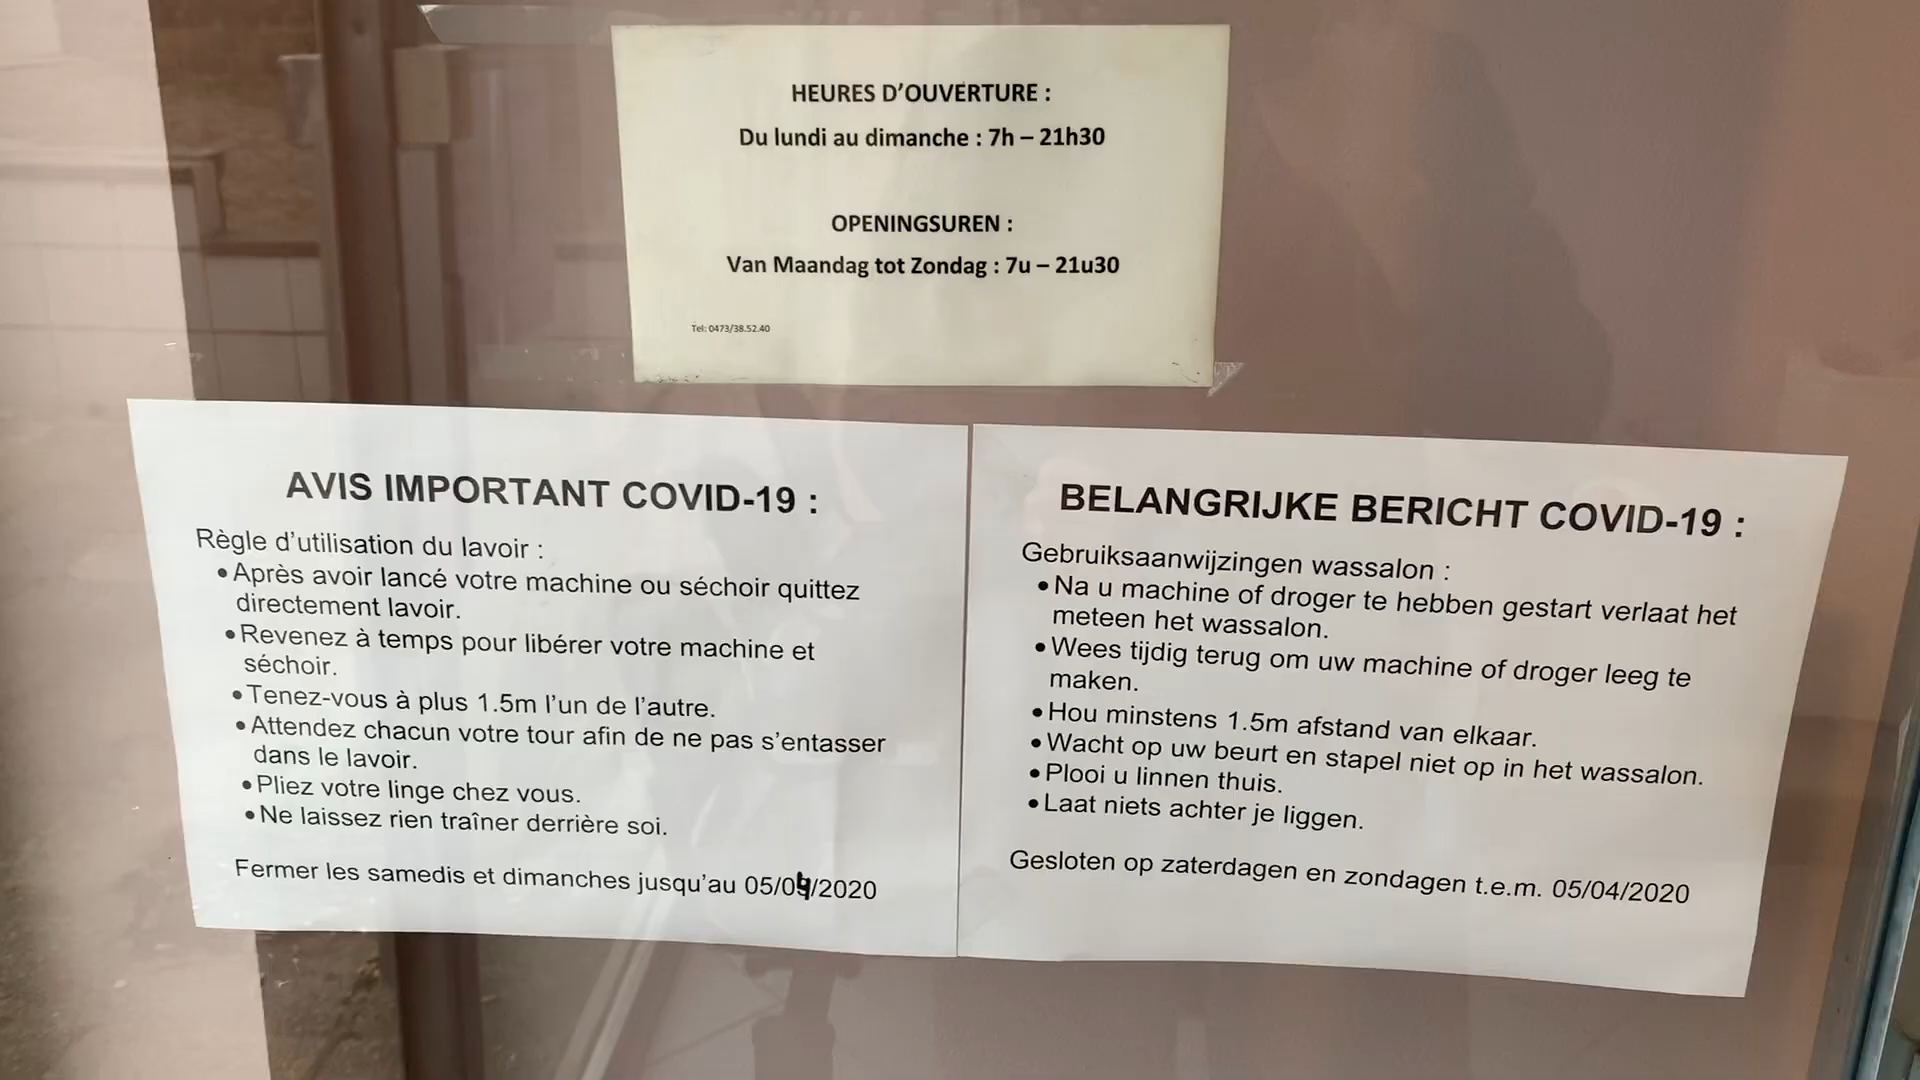 HEURES D'OUVERTURE :
Du lundi au dimanche : 7h – 21h30
OPENINGSUREN :
Van Maandag tot Zondag : 7u – 21u30
Tel: 0473/38.52.40
AVIS IMPORTANT COVID-19 :
Règle d'utilisation du lavoir :
• Après avoir lancé votre machine ou séchoir quittez
directement lavoir.
• Revenez à temps pour libérer votre machine et
séchoir.
• Tenez-vous à plus 1.5m l'un de l'autre.
• Attendez chacun votre tour afin de ne pas s'entasser
dans le lavoir.
• Pliez votre linge chez vous.
• Ne laissez rien traîner derrière soi.
Fermer les samedis et dimanches jusqu'au 05/04/2020
BELANGRIJKE BERICHT COVID-19 :
Gebruiksaanwijzingen wassalon :
• Na u machine of droger te hebben gestart verlaat het
meteen het wassalon.
• Wees tijdig terug om uw machine of droger leeg te
maken.
• Hou minstens 1.5m afstand van elkaar.
• Wacht op uw beurt en stapel niet op in het wassalon.
• Plooi u linnen thuis.
• Laat niets achter je liggen.
Gesloten op zaterdagen en zondagen t.e.m. 05/04/2020